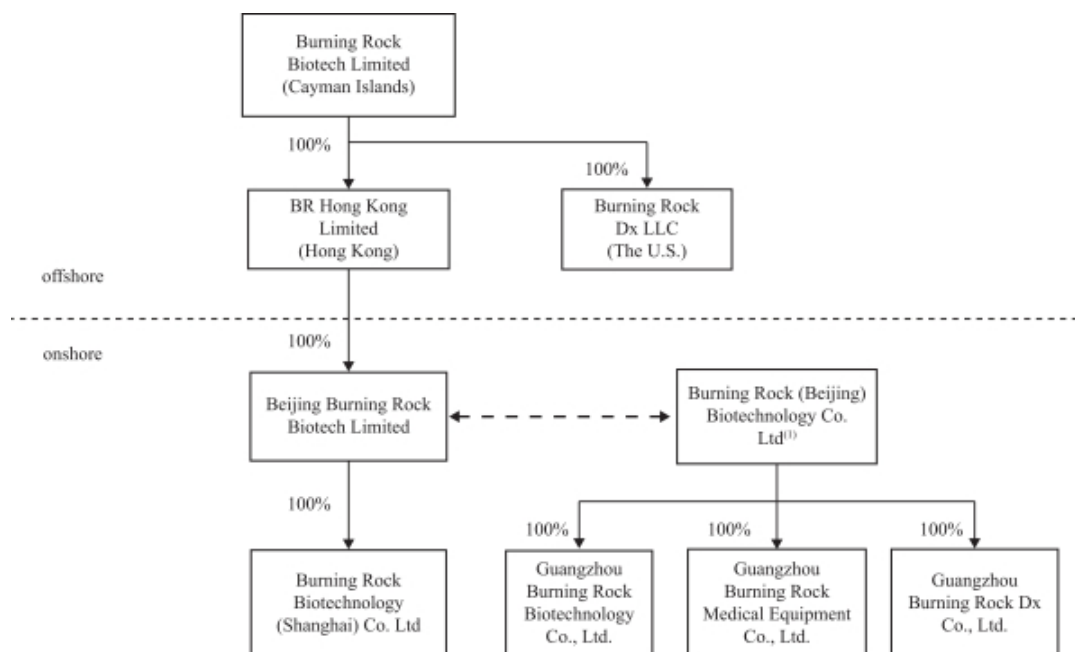 Burning Rock
Biotech Limited
(Cayman Islands)
100%
100%
BR Hong Kong
Limited
(Hong Kong)
Burning Rock
Dx LLC
(The U.S.)
offshore
onshore
100%
Beijing Burning Rock
Biotech Limited
Burning Rock (Beijing)
Biotechnology Co.
Ltd(1)
100%
100%
100%
100%
Burning Rock
Biotechnology
(Shanghai) Co. Ltd
Guangzhou
Burning Rock
Biotechnology
Co., Ltd.
Guangzhou
Burning Rock
Medical Equipment
Co., Ltd.
Guangzhou
Burning Rock Dx
Co., Ltd.